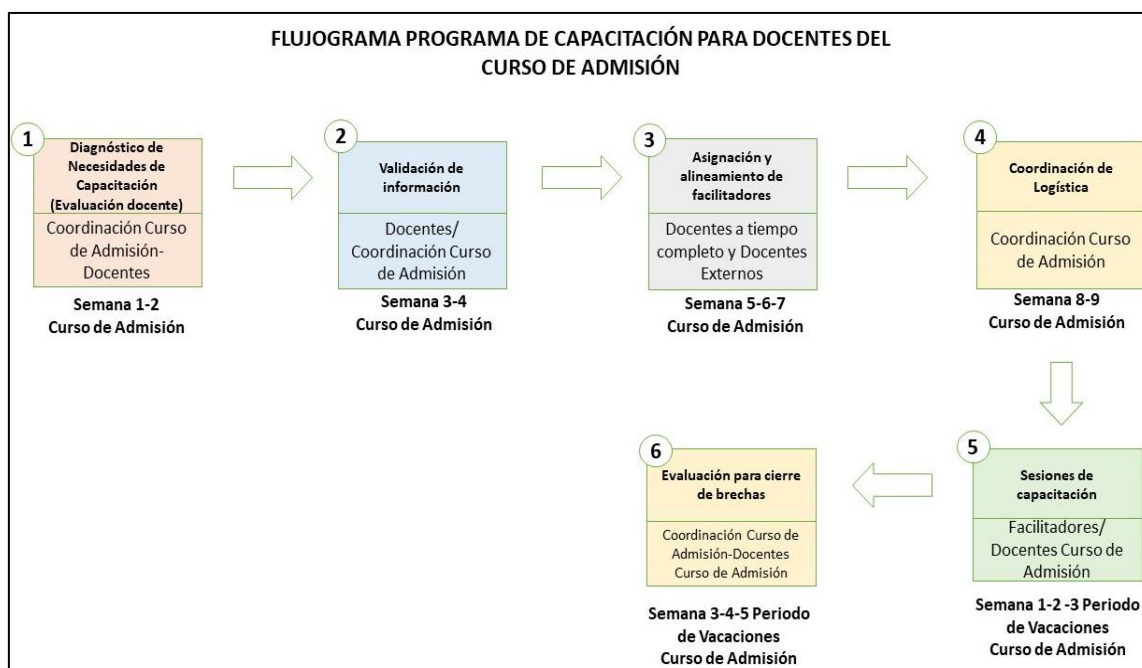 FLUJOGRAMA PROGRAMA DE CAPACITACIÓN PARA DOCENTES DEL
CURSO DE ADMISIÓN
1
Diagnóstico de
Necesidades de
Capacitación
(Evaluación docente)
Coordinación Curso
de Admisión-
Docentes
Semana 1-2
Curso de Admisión
2
Validación de
información
Docentes/
Coordinación Curso
de Admisión
Semana 3-4
Curso de Admisión
3
Asignación y
alineamiento de
facilitadores
Docentes a tiempo
completo y Docentes
Externos
Semana 5-6-7
Curso de Admisión
4
Coordinación de
Logística
Coordinación Curso
de Admisión
Semana 8-9
Curso de Admisión
5
Sesiones de
capacitación
Facilitadores/
Docentes Curso de
Admisión
Semana 1-2 -3 Periodo
de Vacaciones
Curso de Admisión
6
Evaluación para cierre
de brechas
Coordinación Curso de
Admisión-Docentes
Curso de Admisión
Semana 3-4-5 Periodo
de Vacaciones
Curso de Admisión